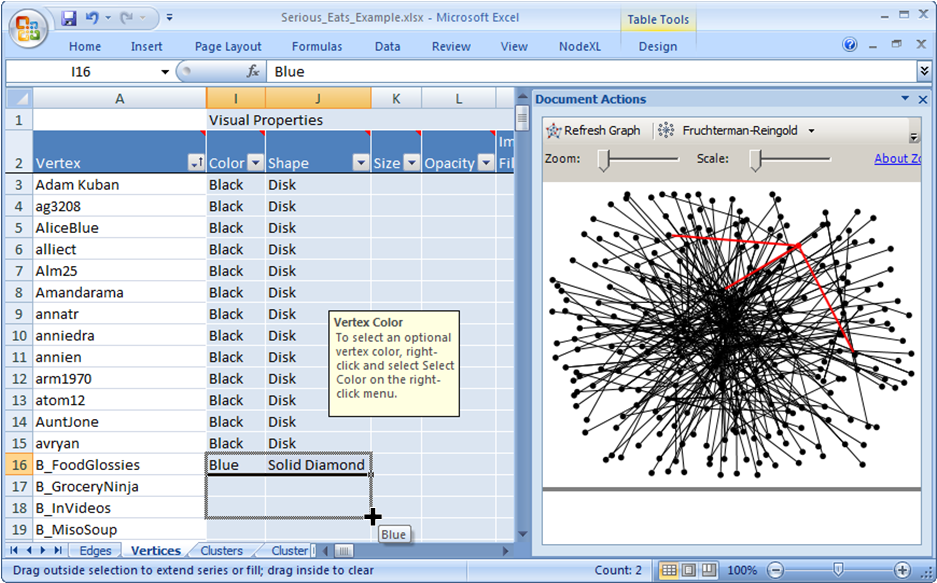 Serious_Eats_Example.xlsx - Microsoft Excel
Table Tools
Home Insert Page Layout Formulas Data Review View NodeXL Design
I16 fx Blue
A I J K L
1 Visual Properties
2 Vertex Color Shape Size Opacity Im Fil
3 Adam Kuban Black Disk
4 ag3208 Black Disk
5 AliceBlue Black Disk
6 alliect Black Disk
7 Alm25 Black Disk
8 Amandarama Black Disk
9 annatr Black Disk
10 anniedra Black Disk
11 annien Black Disk
12 arm1970 Black Disk
13 atom12 Black Disk
14 AuntJone Black Disk
15 avryan Black Disk
16 B_FoodGlossies Blue Solid Diamond
17 B_GroceryNinja
18 B_InVideos
19 B_MisoSoup
Vertex Color
To select an optional
vertex color, right-
click and select Select
Color on the right-
click menu.
Blue
Document Actions
Refresh Graph Fruchterman-Reingold
Zoom: Scale: About Zo
Edges Vertices Clusters Cluster
Drag outside selection to extend series or fill; drag inside to clear Count: 2 100%